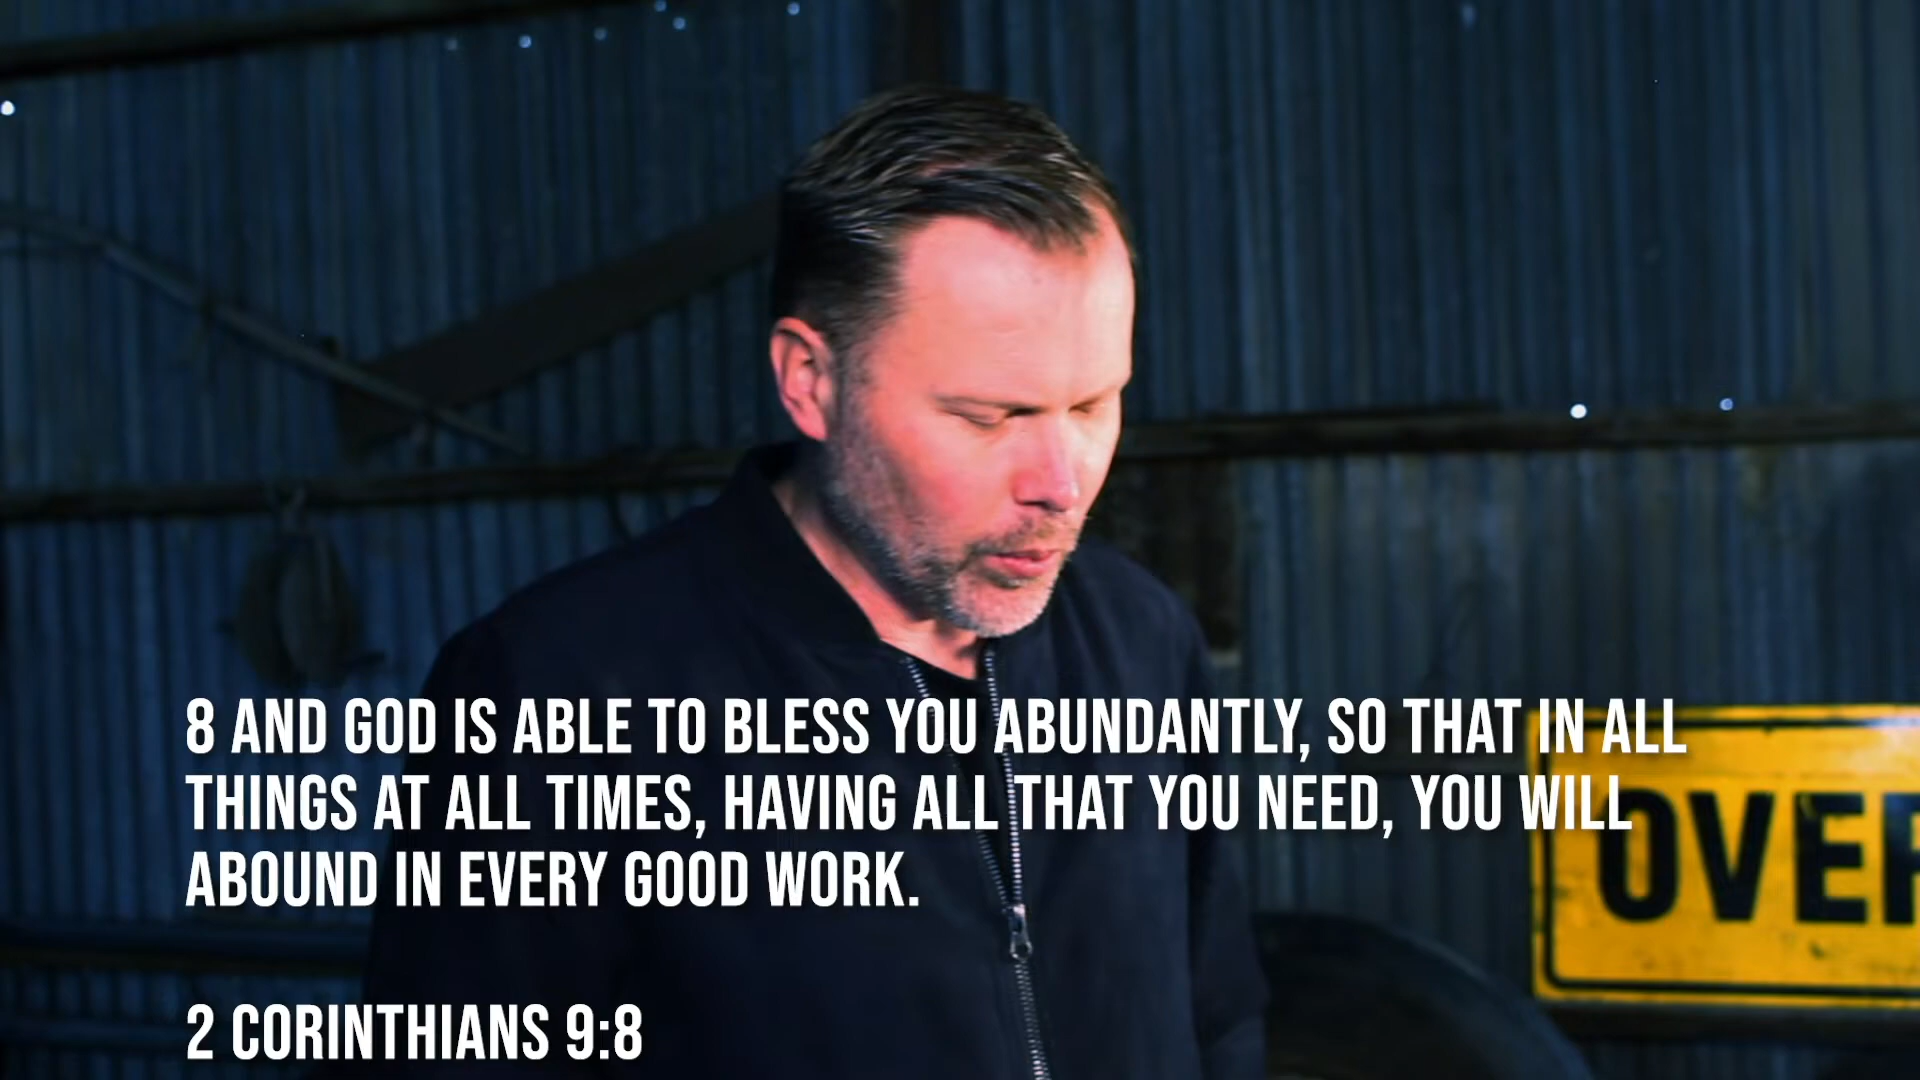 8 AND GOD IS ABLE TO BLESS YOU ABUNDANTLY, SO THAT IN ALL
THINGS AT ALL TIMES, HAVING ALL THAT YOU NEED, YOU WILL
ABOUND IN EVERY GOOD WORK.
2 CORINTHIANS 9:8
OVER